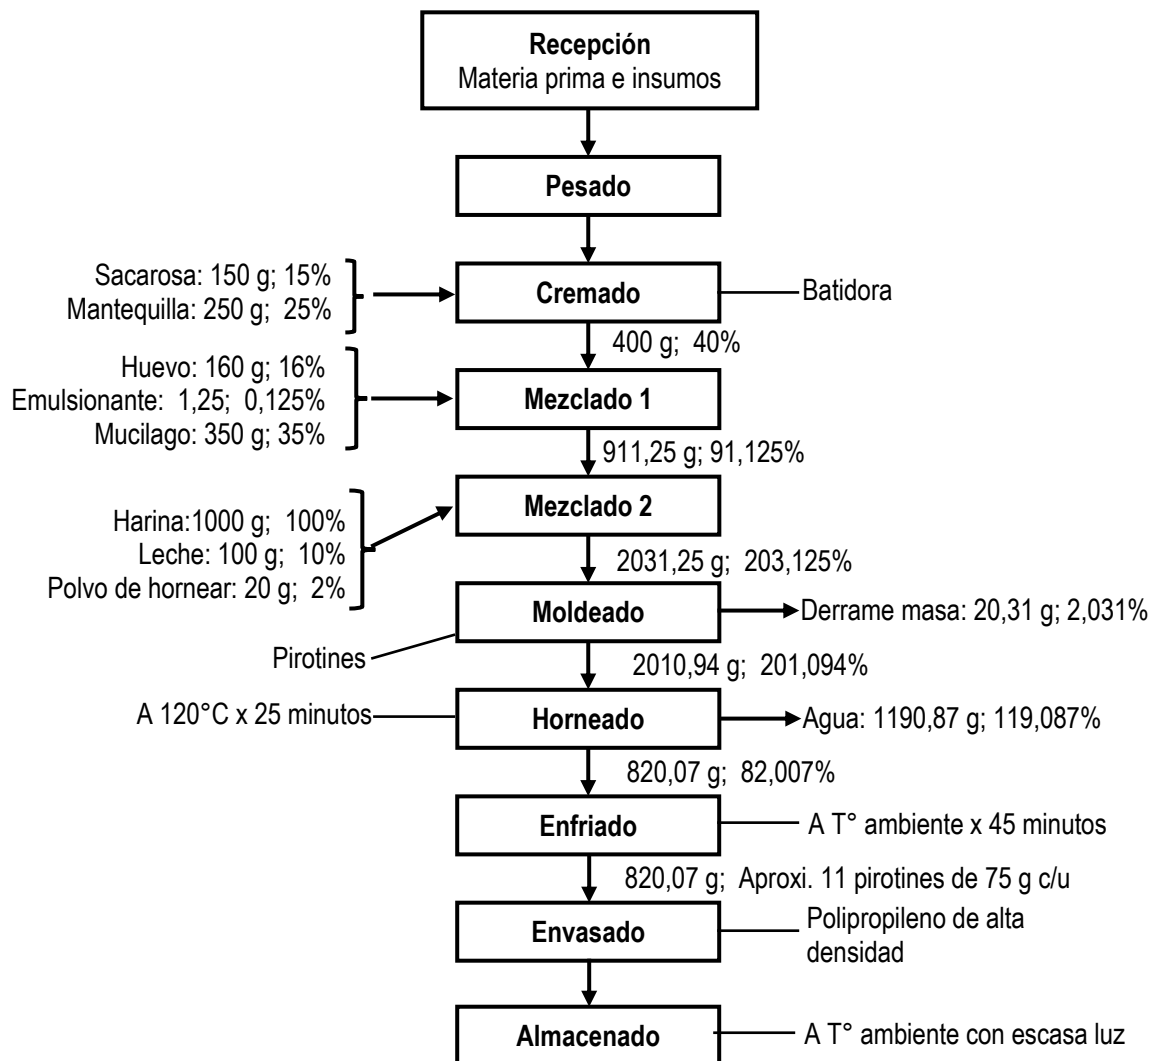 Recepción
Materia prima e insumos
Pesado
Sacarosa: 150 g; 15%
Mantequilla: 250 g; 25%
Cremado
Batidora
400 g; 40%
Huevo: 160 g; 16%
Emulsionante: 1,25; 0,125%
Mucilago: 350 g; 35%
Mezclado 1
911,25 g; 91,125%
Mezclado 2
Harina:1000 g; 100%
Leche: 100 g; 10%
Polvo de hornear: 20 g; 2%
2031,25 g; 203,125%
Moldeado
Derrame masa: 20,31 g; 2,031%
Pirotines
2010,94 g; 201,094%
A 120°C x 25 minutos
Horneado
Agua: 1190,87 g; 119,087%
820,07 g; 82,007%
Enfriado
A T° ambiente x 45 minutos
820,07 g; Aproxi. 11 pirotines de 75 g c/u
Envasado
Polipropileno de alta
densidad
Almacenado
A T° ambiente con escasa luz